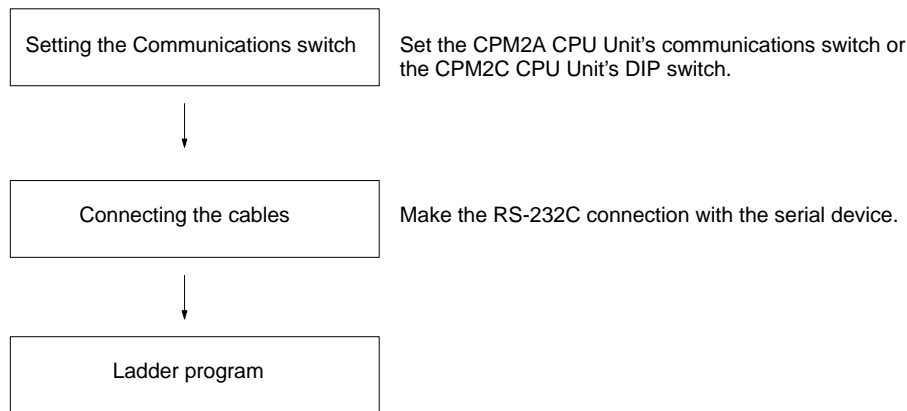 Setting the Communications switch
Set the CPM2A CPU Unit's communications switch or
the CPM2C CPU Unit's DIP switch.
Connecting the cables
Make the RS-232C connection with the serial device.
Ladder program